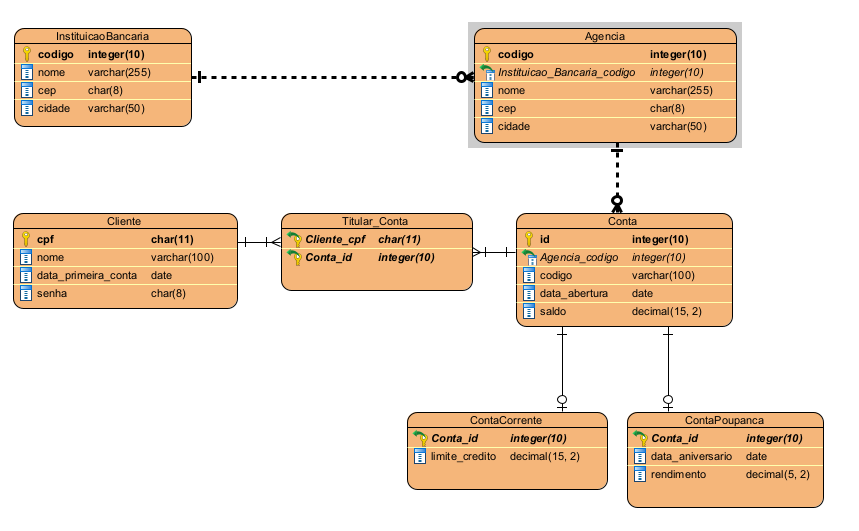 InstituicaoBancaria
codigo integer(10)
nome varchar(255)
cep char(8)
cidade varchar(50)
Agencia
codigo integer(10)
Instituicao_Bancaria_codigo integer(10)
nome varchar(255)
cep char(8)
cidade varchar(50)
Cliente
cpf char(11)
nome varchar(100)
data_primeira_conta date
senha char(8)
Titular_Conta
Cliente_cpf char(11)
Conta_id integer(10)
Conta
id integer(10)
Agencia_codigo integer(10)
codigo varchar(100)
data_abertura date
saldo decimal(15, 2)
ContaCorrente
Conta_id integer(10)
limite_credito decimal(15, 2)
ContaPoupanca
Conta_id integer(10)
data_aniversario date
rendimento decimal(5, 2)